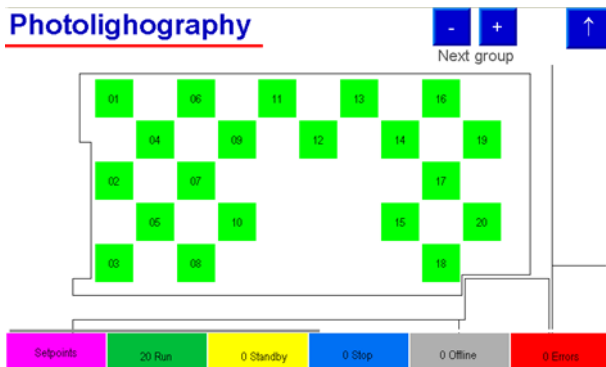 Photolighography
- + ↑
Next group
01 06 11 13 16
04 09 12 14 19
02 07 17
05 10 15 20
03 08 18
Setpoints 20 Run 0 Standby 0 Stop 0 Offline 0 Errors